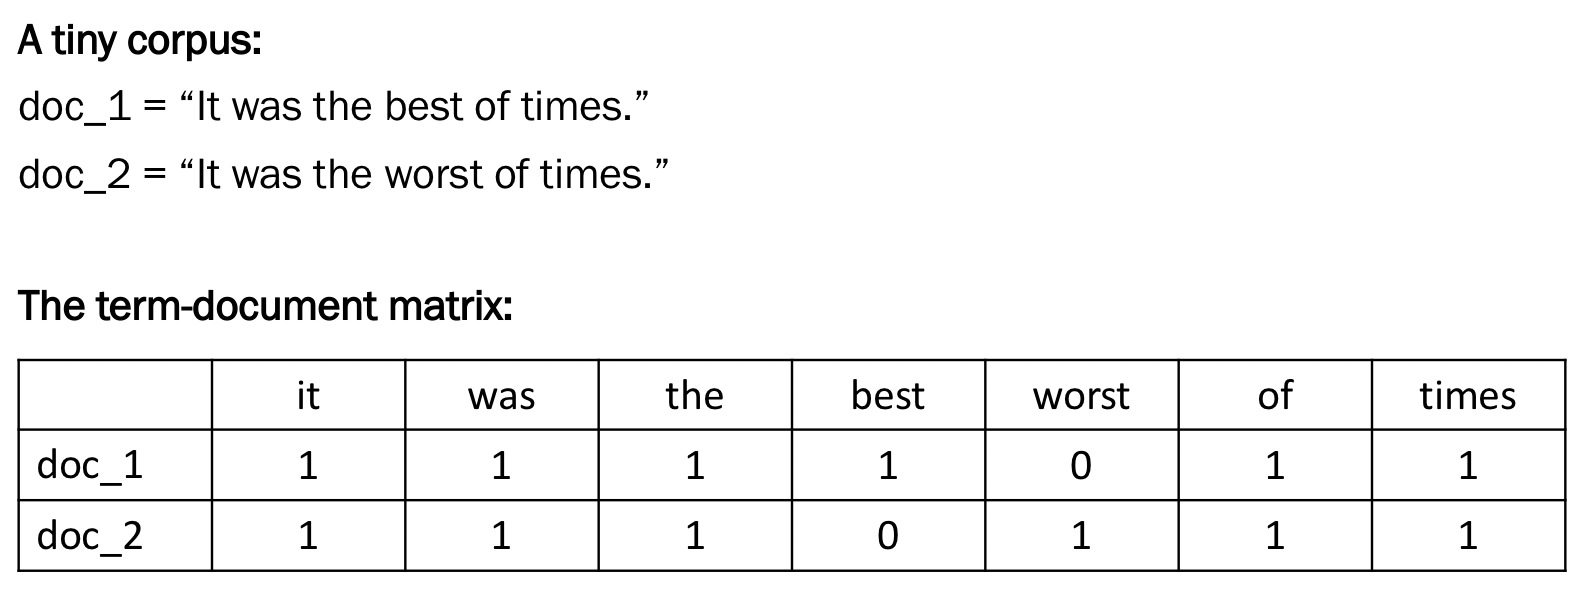 A tiny corpus:
doc_1 = “It was the best of times.”
doc_2 = “It was the worst of times.”
The term-document matrix:
it was the best worst of times
doc_1 1 1 1 1 0 1 1
doc_2 1 1 1 0 1 1 1